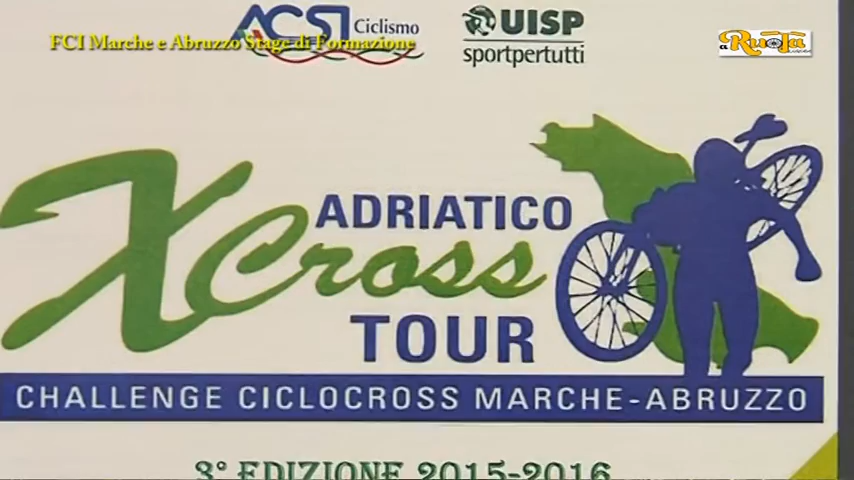 ACSI Ciclismo
UISP
sportpertutti
FCI Marche e Abruzzo Stage di Formazione
a Ruota
ADRIATICO
XCross
TOUR
CHALLENGE CICLOCROSS MARCHE-ABRUZZO
3° EDIZIONE 2015-2016